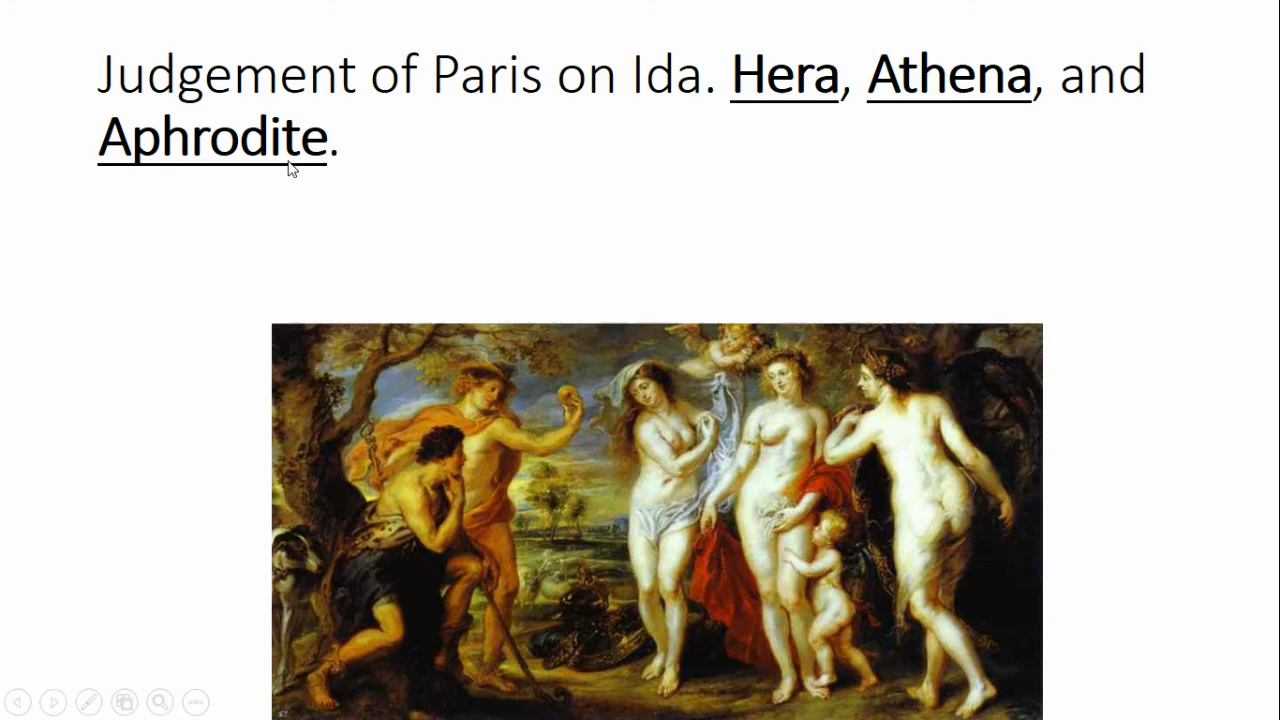 Judgement of Paris on Ida. Hera, Athena, and
Aphrodite.